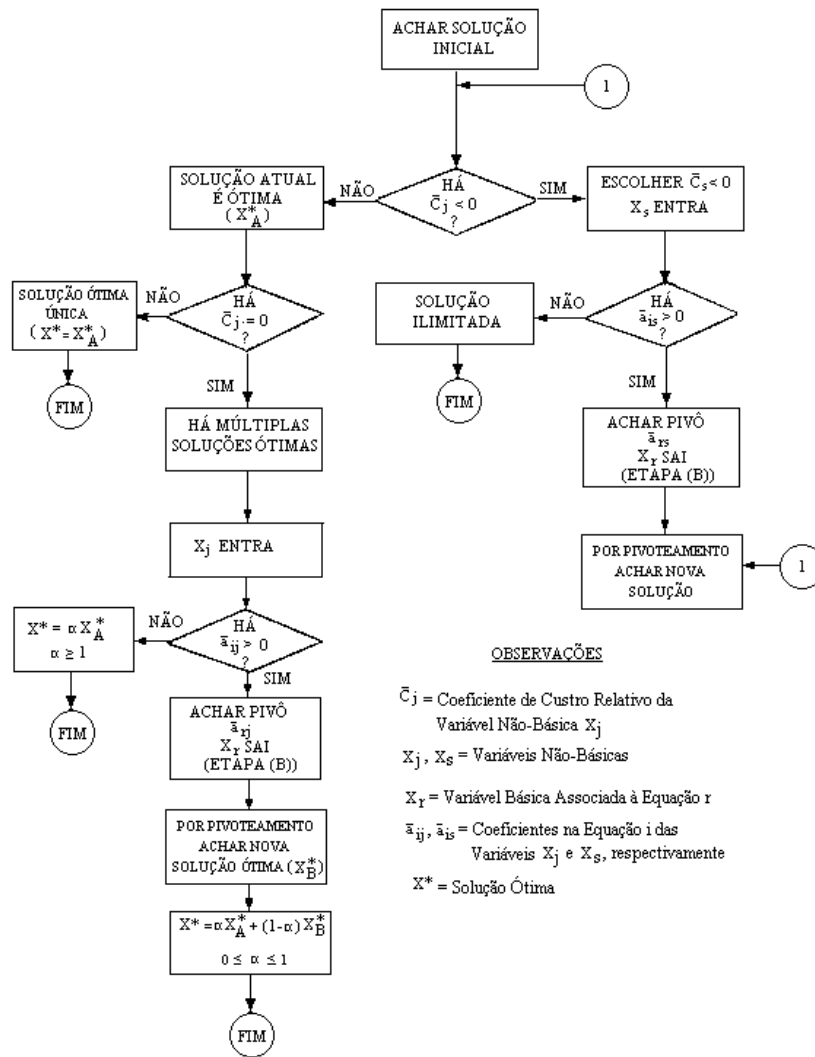 ACHAR SOLUÇÃO
INICIAL
1
SOLUÇÃO ATUAL
É ÓTIMA
( X*A )
NÃO
HÁ
C̄j < 0
?
SIM
ESCOLHER C̄s < 0
Xs ENTRA
SOLUÇÃO ÓTIMA
ÚNICA
( X* = X*A )
NÃO
HÁ
C̄j = 0
?
SOLUÇÃO
ILIMITADA
NÃO
HÁ
āis > 0
?
FIM
SIM
FIM
SIM
HÁ MÚLTIPLAS
SOLUÇÕES ÓTIMAS
ACHAR PIVÔ
ārs
Xr SAI
(ETAPA (B))
Xj ENTRA
POR PIVOTEAMENTO
ACHAR NOVA
SOLUÇÃO
1
X* = α X*A
α ≥ 1
NÃO
HÁ
āij > 0
?
SIM
FIM
ACHAR PIVÔ
ārj
Xr SAI
(ETAPA (B))
POR PIVOTEAMENTO
ACHAR NOVA
SOLUÇÃO ÓTIMA (X*B)
X* = αX*A + (1-α) X*B
0 ≤ α ≤ 1
FIM
OBSERVAÇÕES
C̄j = Coeficiente de Custro Relativo da
Variável Não-Básica Xj
Xj , Xs = Variáveis Não-Básicas
Xr = Variável Básica Associada à Equação r
āij, āis = Coeficientes na Equação i das
Variáveis Xj e Xs, respectivamente
X* = Solução Ótima